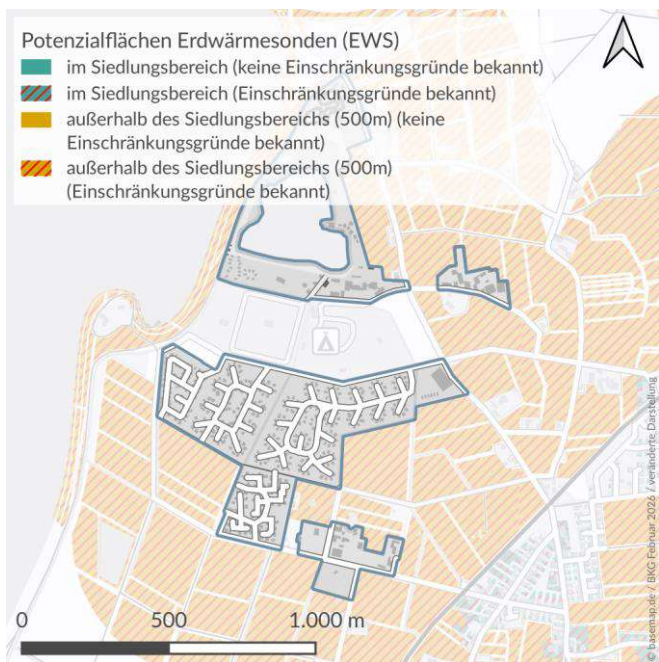 Potenzialflächen Erdwärmesonden (EWS)
im Siedlungsbereich (keine Einschränkungsgründe bekannt)
im Siedlungsbereich (Einschränkungsgründe bekannt)
außerhalb des Siedlungsbereichs (500m) (keine
Einschränkungsgründe bekannt)
außerhalb des Siedlungsbereichs (500m)
(Einschränkungsgründe bekannt)
© basemap.de / BKG Februar 2026 / veränderte Darstellung
0 500 1.000 m